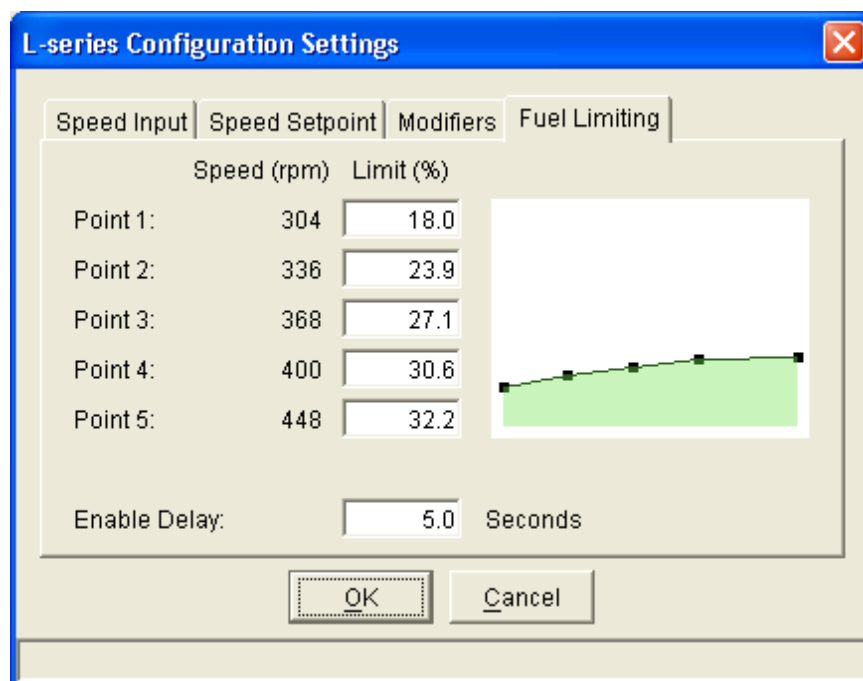 L-series Configuration Settings
Speed Input Speed Setpoint Modifiers Fuel Limiting
Speed (rpm) Limit (%)
Point 1: 304 18.0
Point 2: 336 23.9
Point 3: 368 27.1
Point 4: 400 30.6
Point 5: 448 32.2
Enable Delay: 5.0 Seconds
OK Cancel